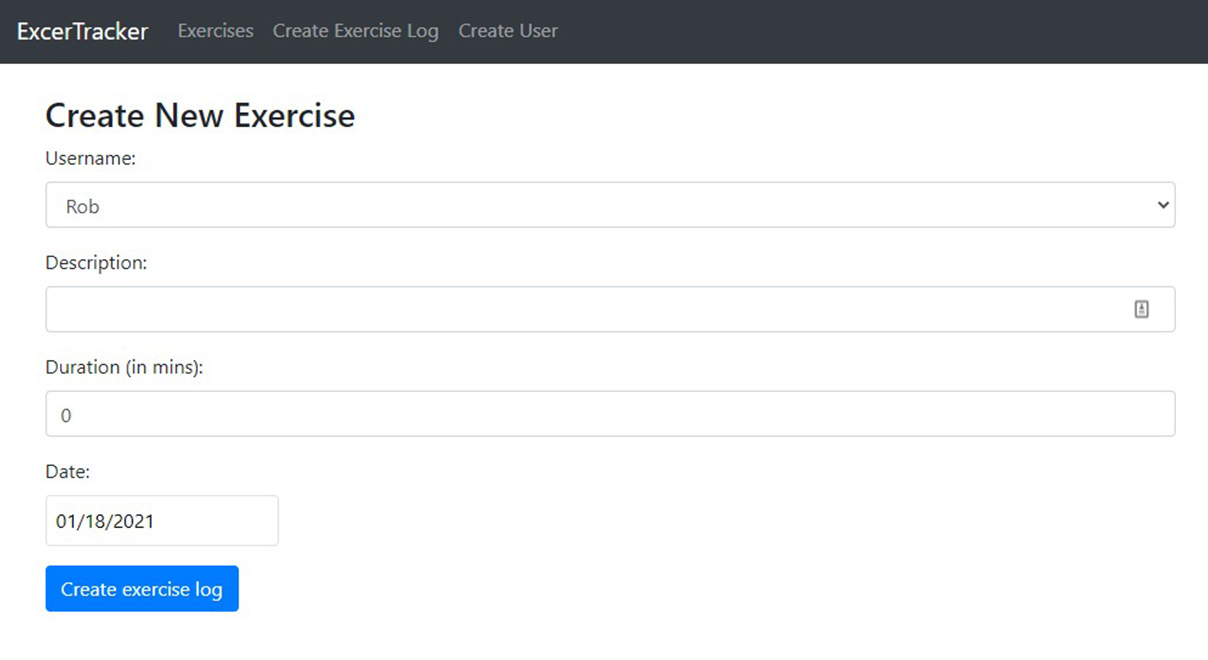 ExcerTracker Exercises Create Exercise Log Create User
Create New Exercise
Username:
Rob
Description:
Duration (in mins):
0
Date:
01/18/2021
Create exercise log